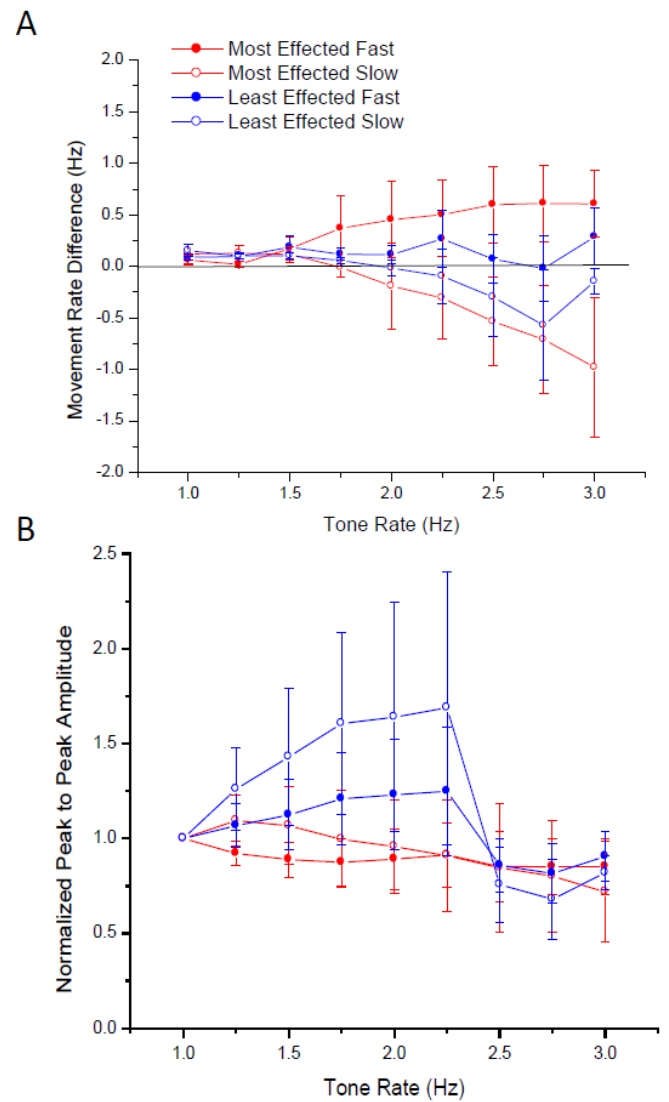 A
Most Effected Fast
Most Effected Slow
Least Effected Fast
Least Effected Slow
2.0
1.5
1.0
0.5
0.0
-0.5
-1.0
-1.5
-2.0
Movement Rate Difference (Hz)
1.0 1.5 2.0 2.5 3.0
Tone Rate (Hz)
B
2.5
2.0
1.5
1.0
0.5
0.0
Normalized Peak to Peak Amplitude
1.0 1.5 2.0 2.5 3.0
Tone Rate (Hz)